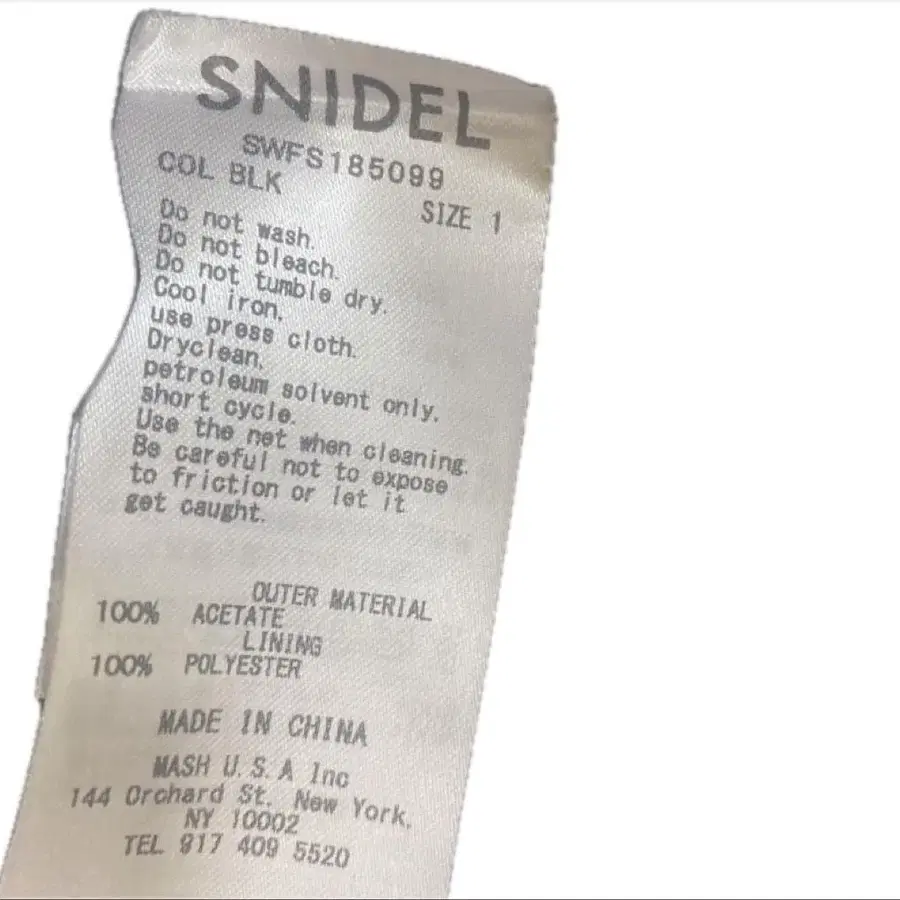 SNIDEL
SWFS185099
COL BLK
SIZE 1
Do not wash.
Do not bleach.
Do not tumble dry.
Cool iron.
use press cloth.
Dryclean.
petroleum solvent only.
short cycle.
Use the net when cleaning.
Be careful not to expose
to friction or let it
get caught.
OUTER MATERIAL
100% ACETATE
LINING
100% POLYESTER
MADE IN CHINA
MASH U.S.A Inc
144 Orchard St. New York.
NY 10002
TEL 917 409 5520